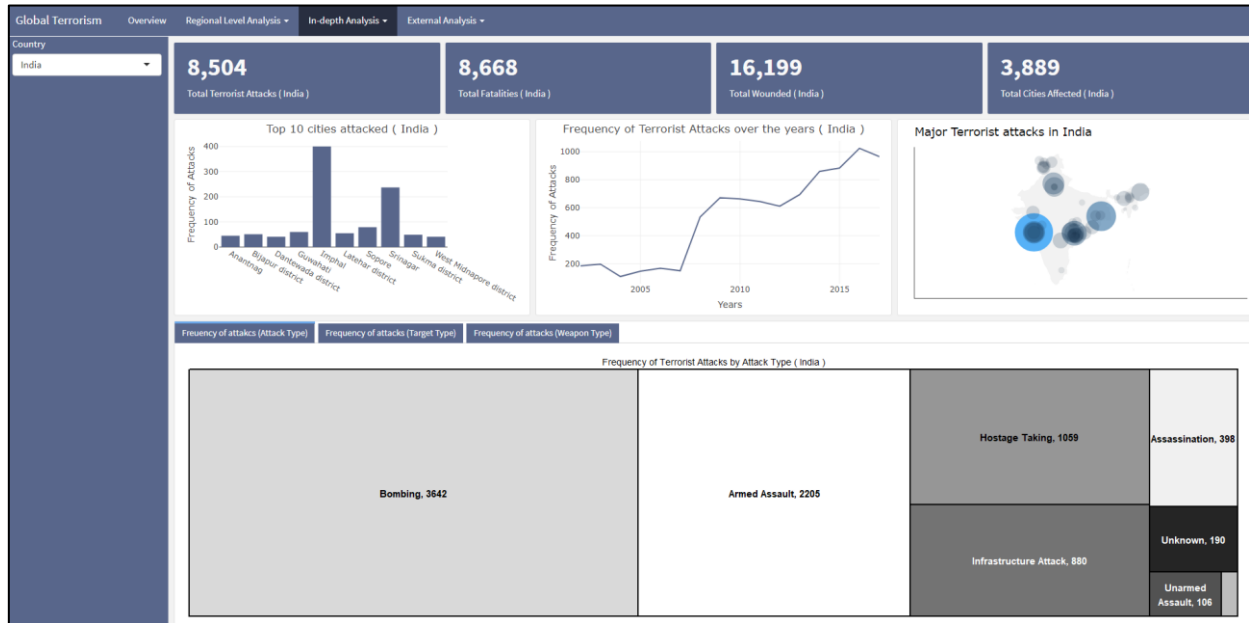 Global Terrorism Overview Regional Level Analysis In-depth Analysis External Analysis
Country
India
8,504
Total Terrorist Attacks ( India )
8,668
Total Fatalities ( India )
16,199
Total Wounded ( India )
3,889
Total Cities Affected ( India )
Top 10 cities attacked ( India )
Frequency of Attacks
400
300
200
100
0
Anantnag
Bijapur district
Dantewada district
Guwahati
Imphal
Latehar district
Sopore
Srinagar
Sukma district
West Midnapore district
Frequency of Terrorist Attacks over the years ( India )
Frequency of Attacks
1000
800
600
400
200
2005
2010
2015
Years
Major Terrorist attacks in India
Freuency of attakcs (Attack Type) Frequency of attacks (Target Type) Frequency of attacks (Weapon Type)
Frequency of Terrorist Attacks by Attack Type ( India )
Bombing, 3642
Armed Assault, 2205
Hostage Taking, 1059
Infrastructure Attack, 880
Assassination, 398
Unknown, 190
Unarmed
Assault, 106